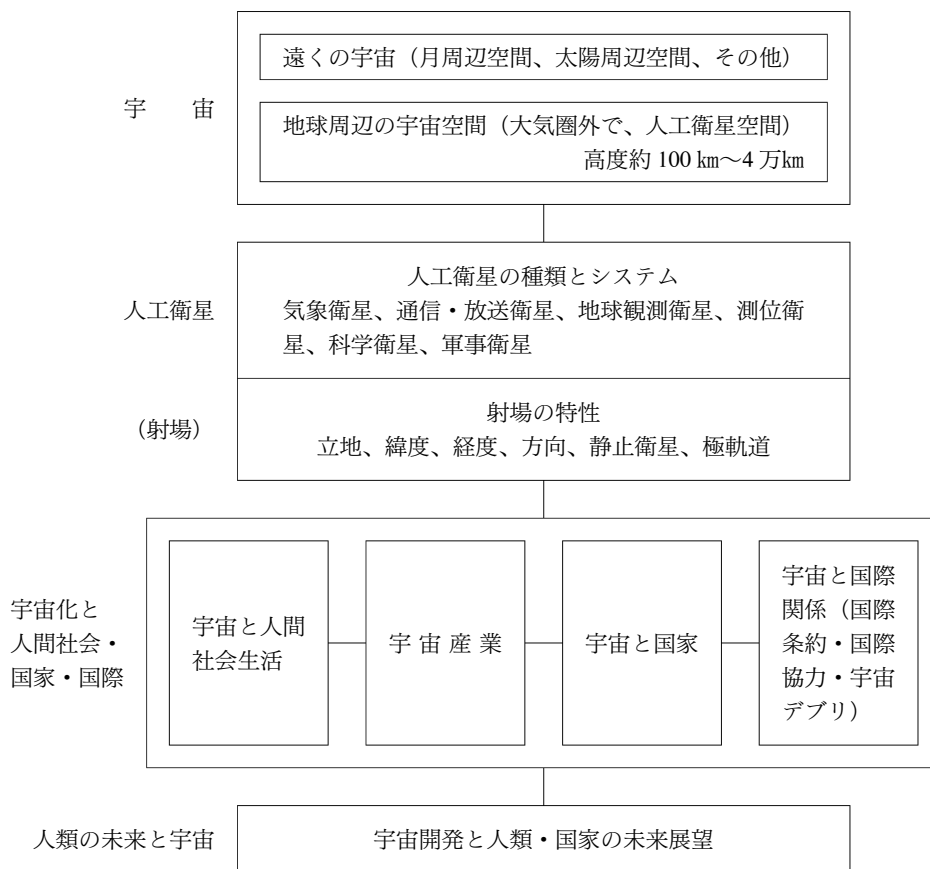 遠くの宇宙（月周辺空間、太陽周辺空間、その他）
宇　　宙
地球周辺の宇宙空間（大気圏外で、人工衛星空間）
高度約 100 ㎞～4 万㎞
人工衛星の種類とシステム
人工衛星
気象衛星、通信・放送衛星、地球観測衛星、測位衛
星、科学衛星、軍事衛星
射場の特性
（射場）
立地、緯度、経度、方向、静止衛星、極軌道
宇宙化と
人間社会・
国家・国際
宇宙と人間
社会生活
宇 宙 産 業
宇宙と国家
宇宙と国際
関係（国際
条約・国際
協力・宇宙
デブリ）
人類の未来と宇宙
宇宙開発と人類・国家の未来展望